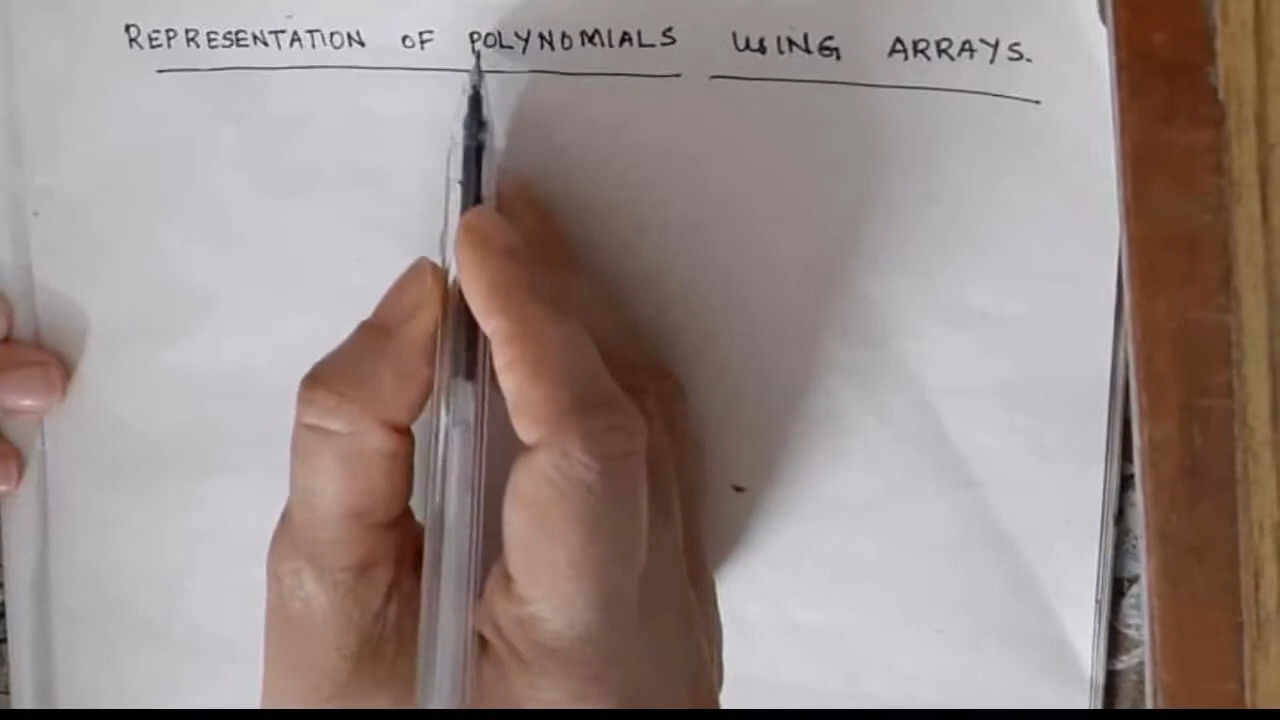 REPRESENTATION OF POLYNOMIALS USING ARRAYS.